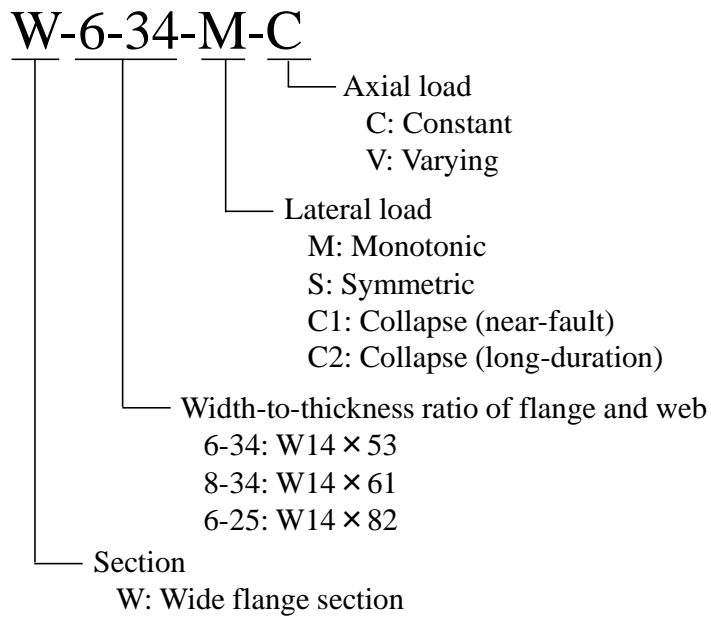 W-6-34-M-C
Axial load
C: Constant
V: Varying
Lateral load
M: Monotonic
S: Symmetric
C1: Collapse (near-fault)
C2: Collapse (long-duration)
Width-to-thickness ratio of flange and web
6-34: W14×53
8-34: W14×61
6-25: W14×82
Section
W: Wide flange section